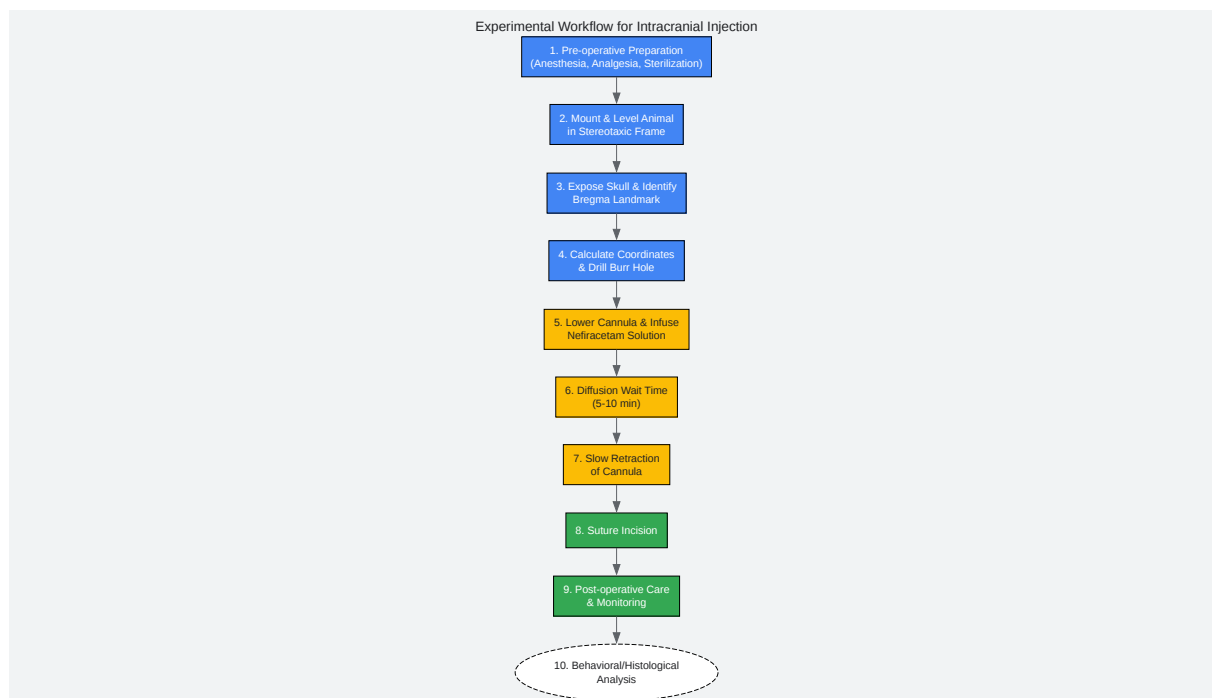 Experimental Workflow for Intracranial Injection
1. Pre-operative Preparation
(Anesthesia, Analgesia, Sterilization)
2. Mount & Level Animal
in Stereotaxic Frame
3. Expose Skull & Identify
Bregma Landmark
4. Calculate Coordinates
& Drill Burr Hole
5. Lower Cannula & Infuse
Nefiracetam Solution
6. Diffusion Wait Time
(5-10 min)
7. Slow Retraction
of Cannula
8. Suture Incision
9. Post-operative Care
& Monitoring
10. Behavioral/Histological
Analysis